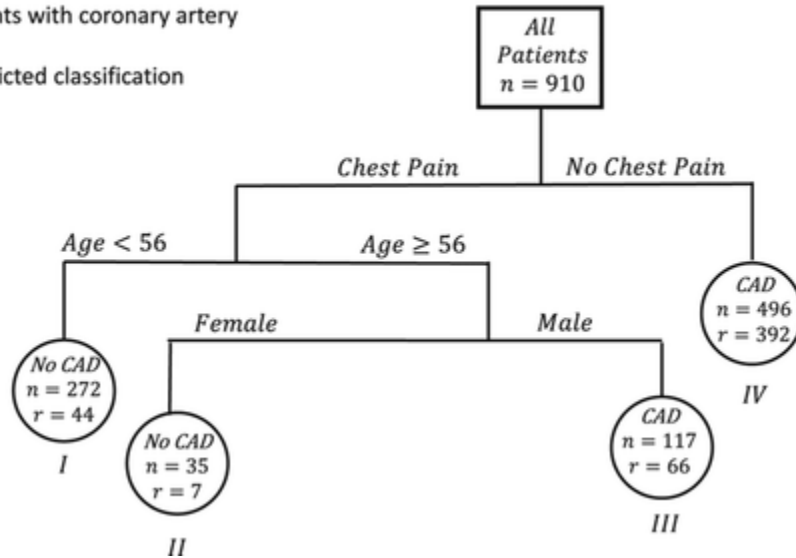 nts with coronary artery
icted classification
All
Patients
n = 910
Chest Pain
No Chest Pain
Age < 56
Age ≥ 56
CAD
n = 496
r = 392
IV
Female
Male
No CAD
n = 272
r = 44
I
No CAD
n = 35
r = 7
II
CAD
n = 117
r = 66
III